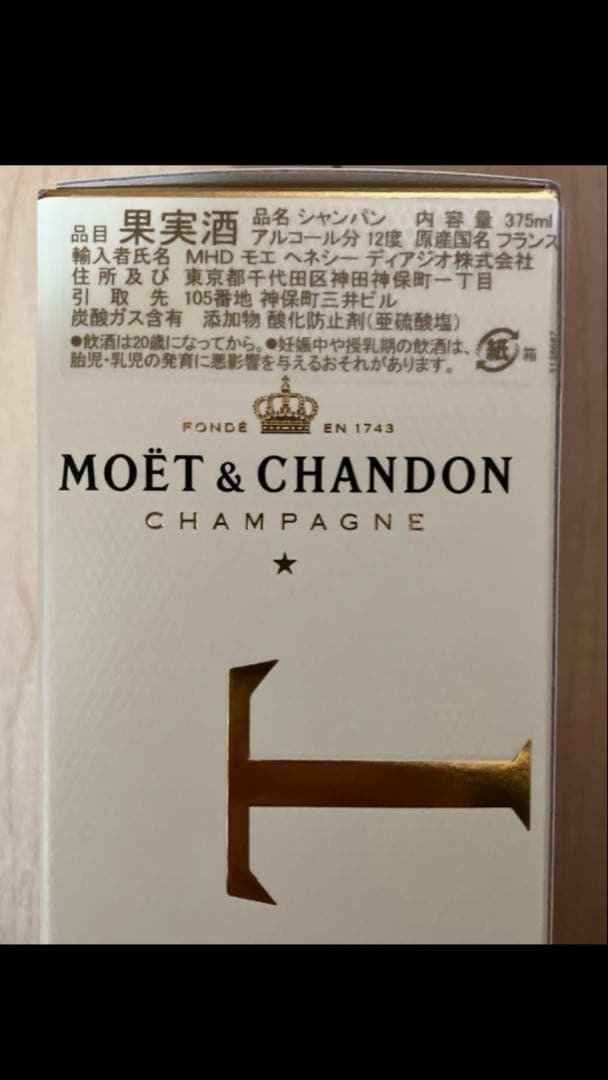 品目 果実酒 品名 シャンパン 内容量 375ml
アルコール分 12度 原産国名 フランス
輸入者氏名 MHD モエ ヘネシー ディアジオ株式会社
住所及び 東京都千代田区神田神保町一丁目
引取先 105番地 神保町三井ビル
炭酸ガス含有 添加物 酸化防止剤(亜硫酸塩)
●飲酒は20歳になってから。●妊娠中や授乳期の飲酒は、
胎児・乳児の発育に悪影響を与えるおそれがあります。
紙 箱
FONDÉ EN 1743
MOËT & CHANDON
CHAMPAGNE
T